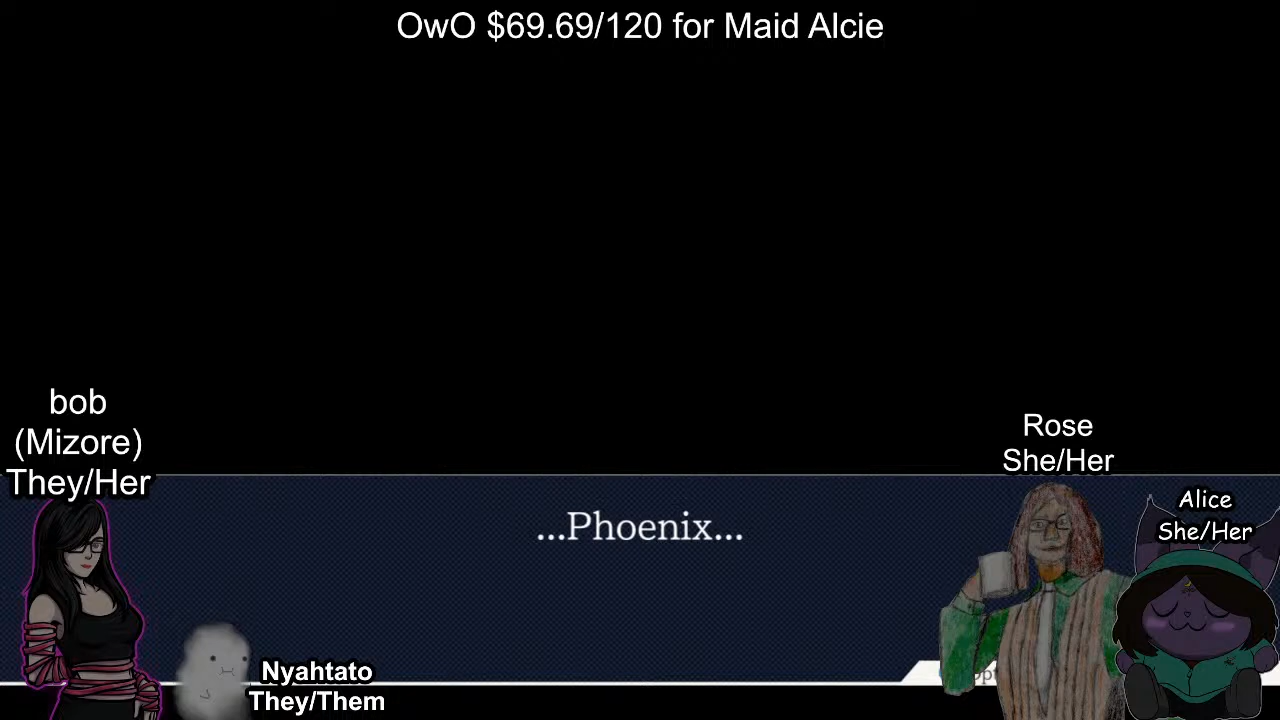 OwO $69.69/120 for Maid Alcie
bob
(Mizore)
They/Her
Rose
She/Her
Alice
She/Her
...Phoenix...
Nyahtato
They/Them